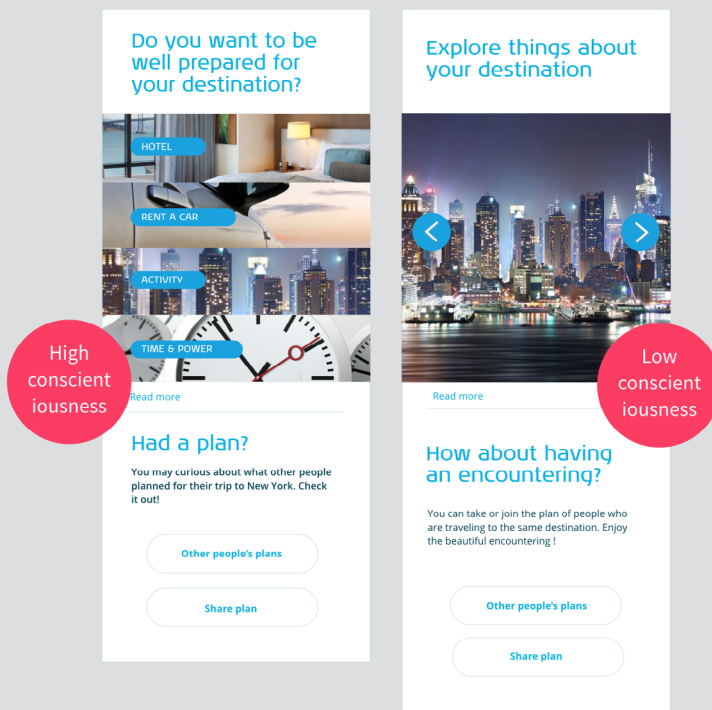 Do you want to be
well prepared for
your destination?
HOTEL
RENT A CAR
ACTIVITY
TIME & POWER
High
conscient
iousness
Read more
Had a plan?
You may curious about what other people
planned for their trip to New York. Check
it out!
Other people's plans
Share plan
Explore things about
your destination
Low
conscient
iousness
Read more
How about having
an encountering?
You can take or join the plan of people who
are traveling to the same destination. Enjoy
the beautiful encountering !
Other people's plans
Share plan